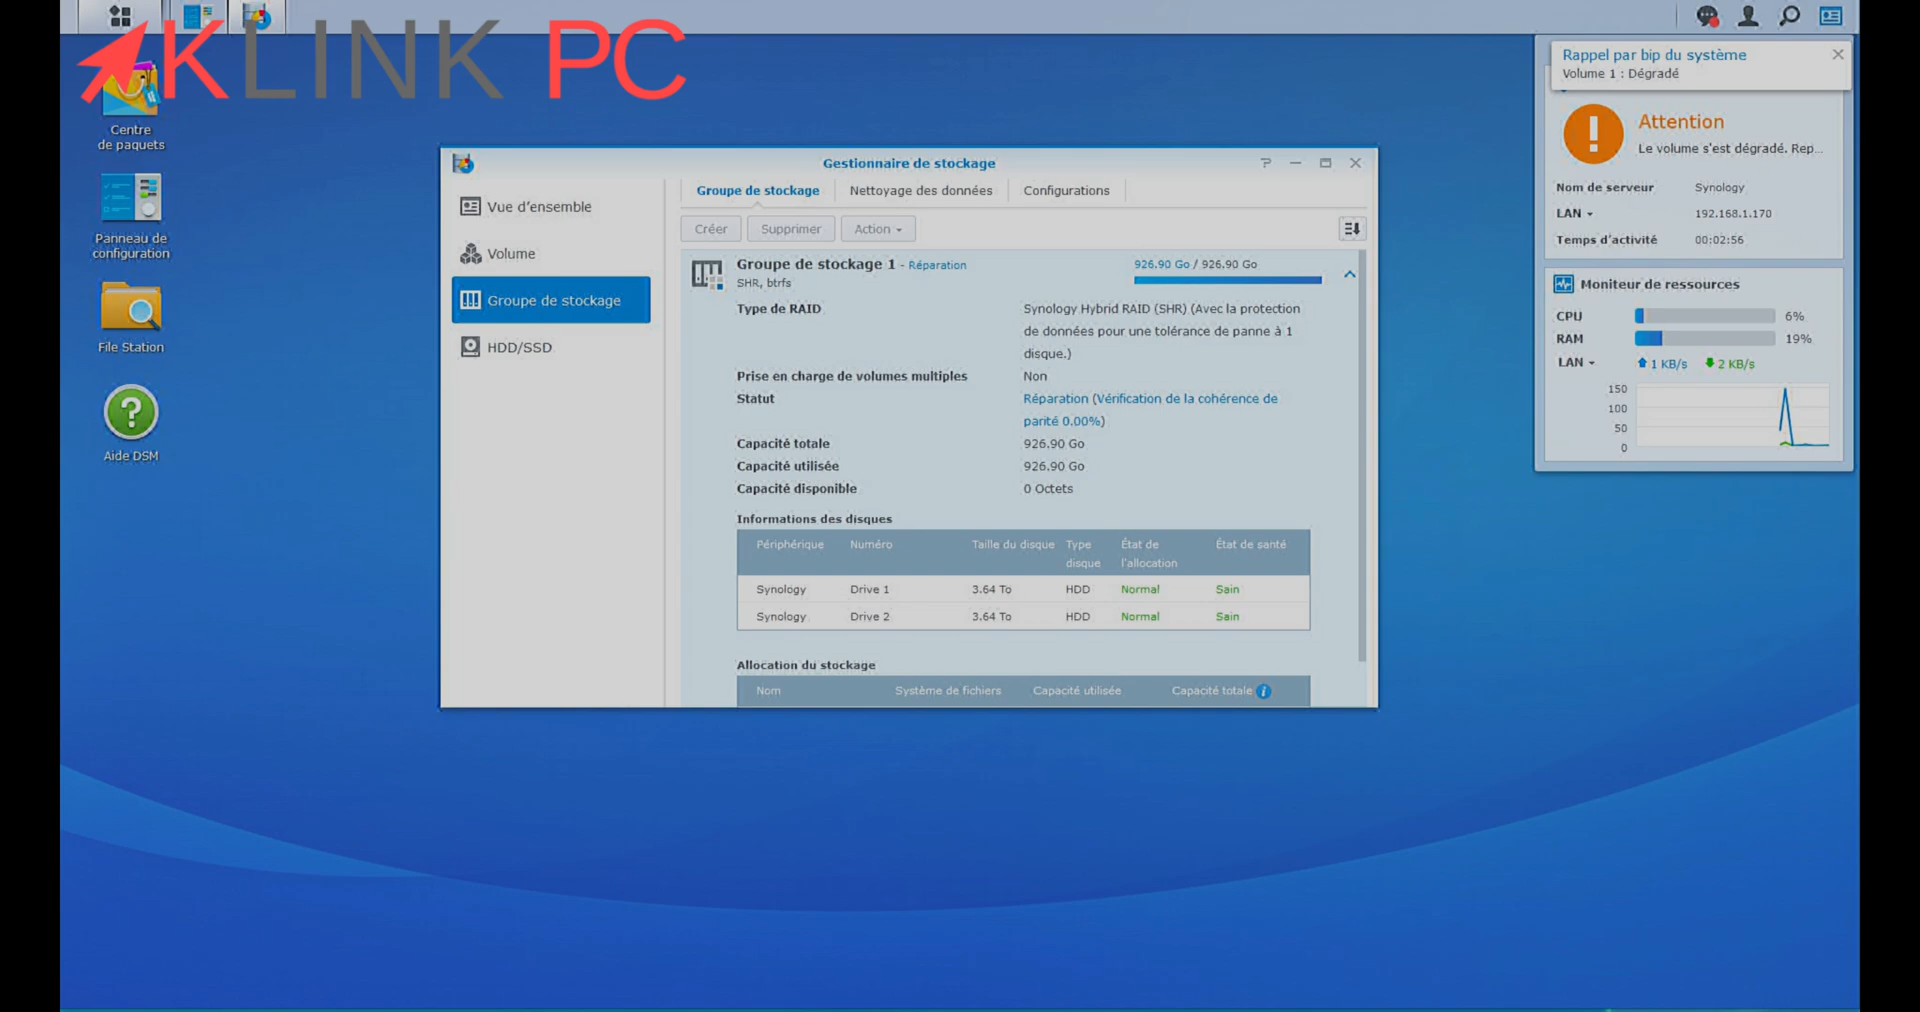 KLINK PC
Centre
de paquets
Panneau de
configuration
File Station
Aide DSM
Gestionnaire de stockage
Vue d'ensemble
Volume
Groupe de stockage
HDD/SSD
Groupe de stockage
Nettoyage des données
Configurations
Créer
Supprimer
Action
Groupe de stockage 1 - Réparation
926.90 Go / 926.90 Go
SHR, btrfs
Type de RAID
Synology Hybrid RAID (SHR) (Avec la protection
de données pour une tolérance de panne à 1
disque.)
Prise en charge de volumes multiples
Non
Statut
Réparation (Vérification de la cohérence de
parité 0.00%)
Capacité totale
926.90 Go
Capacité utilisée
926.90 Go
Capacité disponible
0 Octets
Informations des disques
Périphérique Numéro Taille du disque Type disque État de l'allocation État de santé
Synology Drive 1 3.64 To HDD Normal Sain
Synology Drive 2 3.64 To HDD Normal Sain
Allocation du stockage
Nom Système de fichiers Capacité utilisée Capacité totale
Rappel par bip du système
Volume 1 : Dégradé
Attention
Le volume s'est dégradé. Rep...
Nom de serveur Synology
LAN 192.168.1.170
Temps d'activité 00:02:56
Moniteur de ressources
CPU 6%
RAM 19%
LAN 1 KB/s 2 KB/s
150
100
50
0